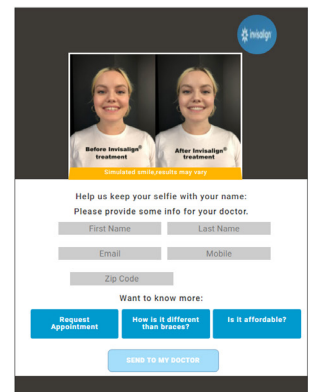 invisalign
Before Invisalign®
treatment
After Invisalign®
treatment
Simulated smile,results may vary
Help us keep your selfie with your name:
Please provide some info for your doctor.
First Name
Last Name
Email
Mobile
Zip Code
Want to know more:
Request
Appointment
How is it different
than braces?
Is it affordable?
SEND TO MY DOCTOR